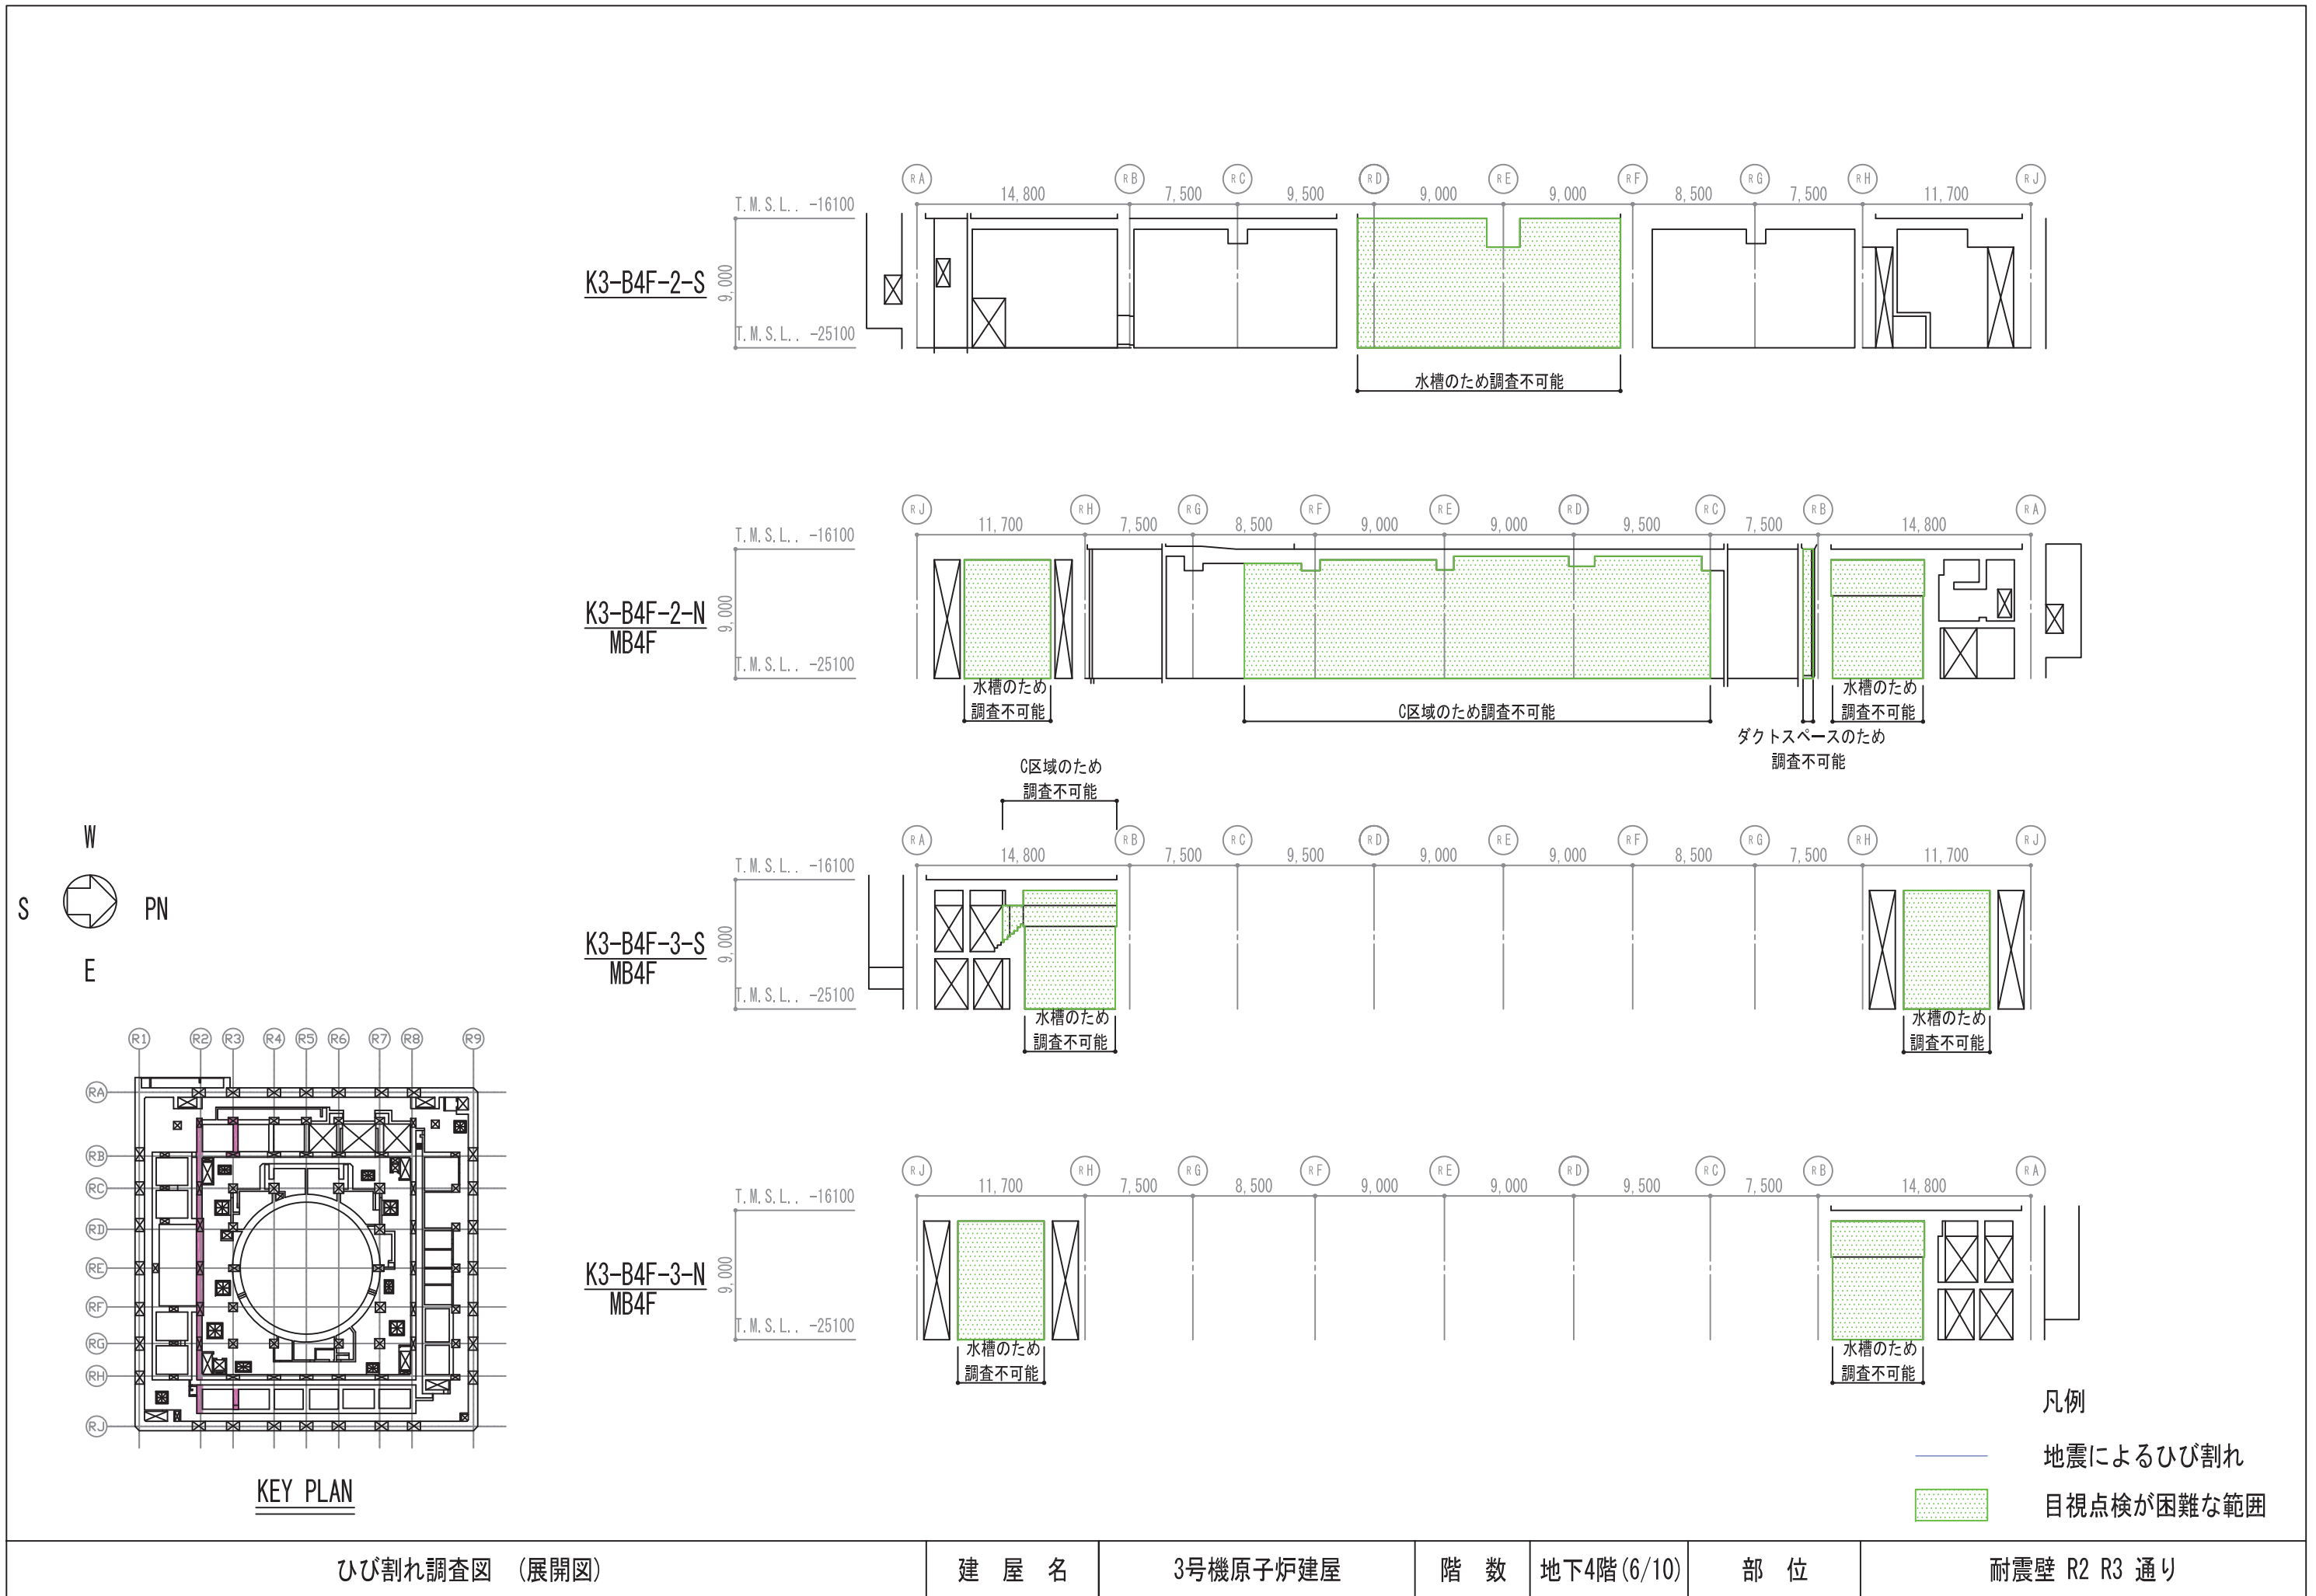 RA RB RC RD RE RF RG RH RJ
14,800 7,500 9,500 9,000 9,000 8,500 7,500 11,700
T.M.S.L.. -16100
K3-B4F-2-S
9,000
T.M.S.L.. -25100
水槽のため調査不可能
RJ RH RG RF RE RD RC RB RA
11,700 7,500 8,500 9,000 9,000 9,500 7,500 14,800
T.M.S.L.. -16100
K3-B4F-2-N
MB4F
9,000
T.M.S.L.. -25100
水槽のため
調査不可能
C区域のため調査不可能
ダクトスペースのため
調査不可能
水槽のため
調査不可能
C区域のため
調査不可能
RA RB RC RD RE RF RG RH RJ
14,800 7,500 9,500 9,000 9,000 8,500 7,500 11,700
T.M.S.L.. -16100
K3-B4F-3-S
MB4F
9,000
T.M.S.L.. -25100
水槽のため
調査不可能
水槽のため
調査不可能
RJ RH RG RF RE RD RC RB RA
11,700 7,500 8,500 9,000 9,000 9,500 7,500 14,800
T.M.S.L.. -16100
K3-B4F-3-N
MB4F
9,000
T.M.S.L.. -25100
水槽のため
調査不可能
水槽のため
調査不可能
W
S PN
E
R1 R2 R3 R4 R5 R6 R7 R8 R9
RA
RB
RC
RD
RE
RF
RG
RH
RJ
KEY PLAN
凡例
地震によるひび割れ
目視点検が困難な範囲
ひび割れ調査図 (展開図) 建屋名 3号機原子炉建屋 階数 地下4階(6/10) 部位 耐震壁 R2 R3 通り